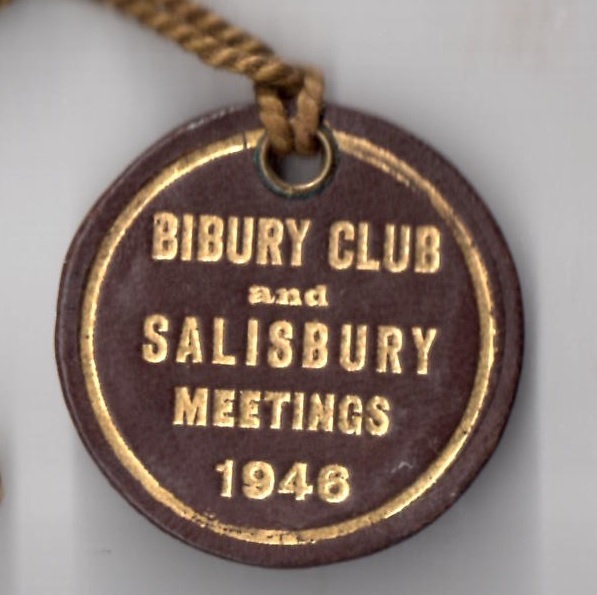 BIBURY CLUB
and
SALISBURY
MEETINGS
1946